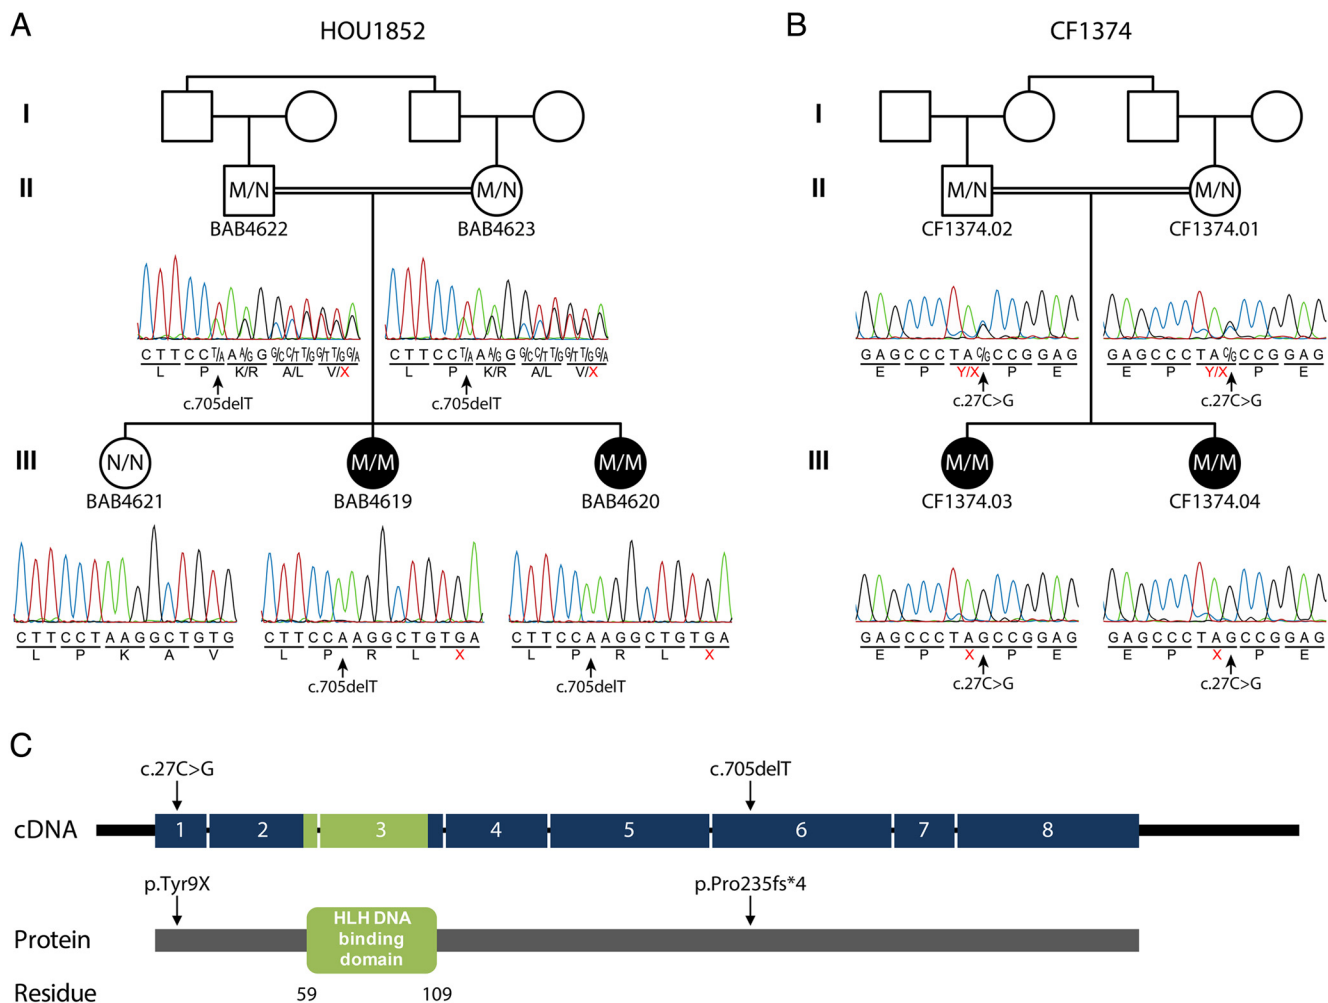 A
HOU1852
B
CF1374
I
I
II
M/N
M/N
II
M/N
M/N
BAB4622
BAB4623
CF1374.02
CF1374.01
C T T C C T/A A A/G G G/C C/T T/G G/T T/G G/A
C T T C C T/A A A/G G G/C C/T T/G G/T T/G G/A
G A G C C C T A C/G C C G G A G
G A G C C C T A C/G C C G G A G
L P K/R A/L V/X
L P K/R A/L V/X
E P Y/X P E
E P Y/X P E
c.705delT
c.705delT
c.27C>G
c.27C>G
III
N/N
M/M
M/M
III
M/M
M/M
BAB4621
BAB4619
BAB4620
CF1374.03
CF1374.04
C T T C C T A A G G C T G T G
C T T C C A A G G C T G T G A
C T T C C A A G G C T G T G A
G A G C C C T A G C C G G A G
G A G C C C T A G C C G G A G
L P K A V
L P R L X
L P R L X
E P X P E
E P X P E
c.705delT
c.705delT
c.27C>G
c.27C>G
C
c.27C>G
c.705delT
cDNA
1 2 3 4 5 6 7 8
p.Tyr9X
p.Pro235fs*4
Protein
HLH DNA
binding
domain
Residue
59
109